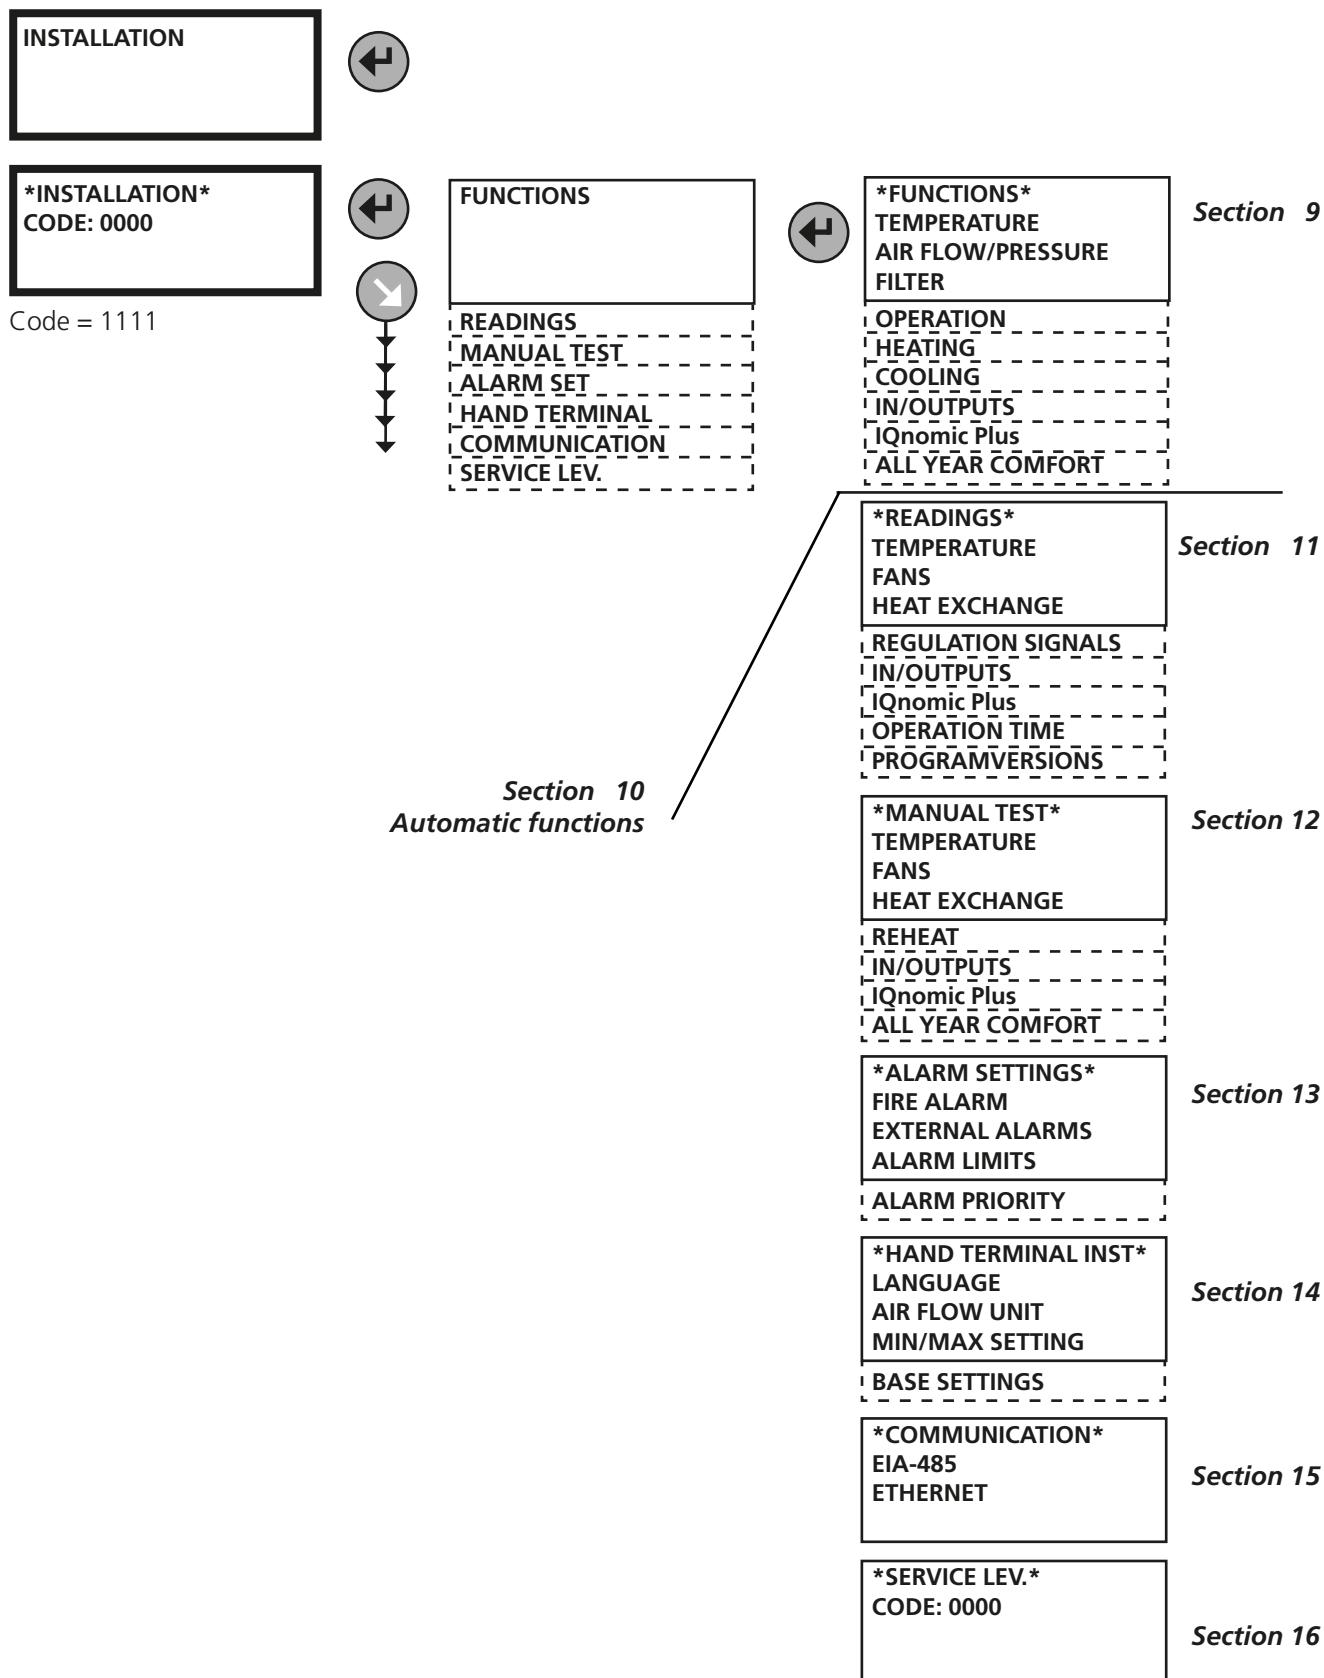 INSTALLATION
*INSTALLATION*
CODE: 0000
Code = 1111
FUNCTIONS
READINGS
MANUAL TEST
ALARM SET
HAND TERMINAL
COMMUNICATION
SERVICE LEV.
*FUNCTIONS*
TEMPERATURE
AIR FLOW/PRESSURE
FILTER
OPERATION
HEATING
COOLING
IN/OUTPUTS
IQnomic Plus
ALL YEAR COMFORT
Section 9
Section 10
Automatic functions
*READINGS*
TEMPERATURE
FANS
HEAT EXCHANGE
REGULATION SIGNALS
IN/OUTPUTS
IQnomic Plus
OPERATION TIME
PROGRAMVERSIONS
Section 11
*MANUAL TEST*
TEMPERATURE
FANS
HEAT EXCHANGE
REHEAT
IN/OUTPUTS
IQnomic Plus
ALL YEAR COMFORT
Section 12
*ALARM SETTINGS*
FIRE ALARM
EXTERNAL ALARMS
ALARM LIMITS
ALARM PRIORITY
Section 13
*HAND TERMINAL INST*
LANGUAGE
AIR FLOW UNIT
MIN/MAX SETTING
BASE SETTINGS
Section 14
*COMMUNICATION*
EIA-485
ETHERNET
Section 15
*SERVICE LEV.*
CODE: 0000
Section 16